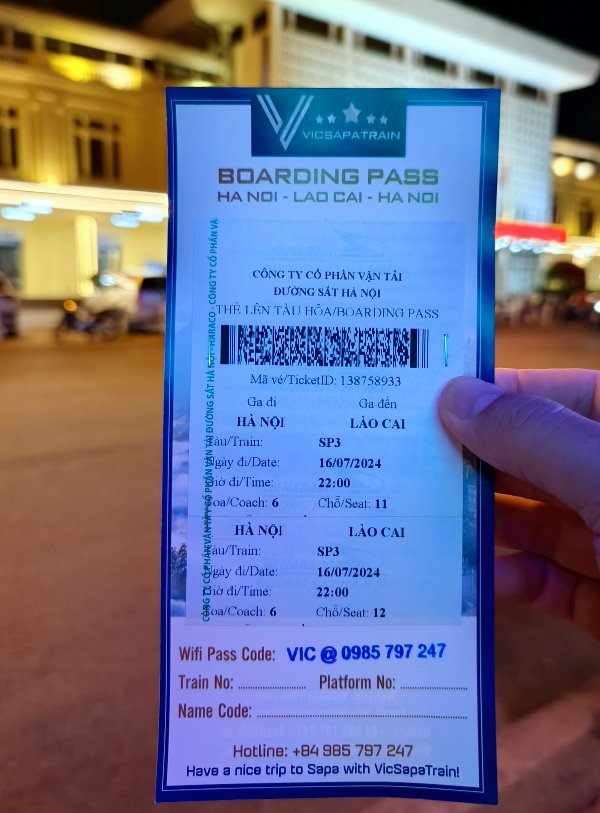 VICSAPATRAIN
BOARDING PASS
HA NOI - LAO CAI - HA NOI
CÔNG TY CỔ PHẦN VẬN TẢI
ĐƯỜNG SẮT HÀ NỘI
THẺ LÊN TÀU HỎA/BOARDING PASS
Mã vé/TicketID: 138758933
Ga đi Ga đến
HÀ NỘI LÀO CAI
Tàu/Train: SP3
Ngày đi/Date: 16/07/2024
Giờ đi/Time: 22:00
Toa/Coach: 6 Chỗ/Seat: 11
HÀ NỘI LÀO CAI
Tàu/Train: SP3
Ngày đi/Date: 16/07/2024
Giờ đi/Time: 22:00
Toa/Coach: 6 Chỗ/Seat: 12
Wifi Pass Code: VIC @ 0985 797 247
Train No: Platform No:
Name Code:
Hotline: +84 985 797 247
Have a nice trip to Sapa with VicSapaTrain!